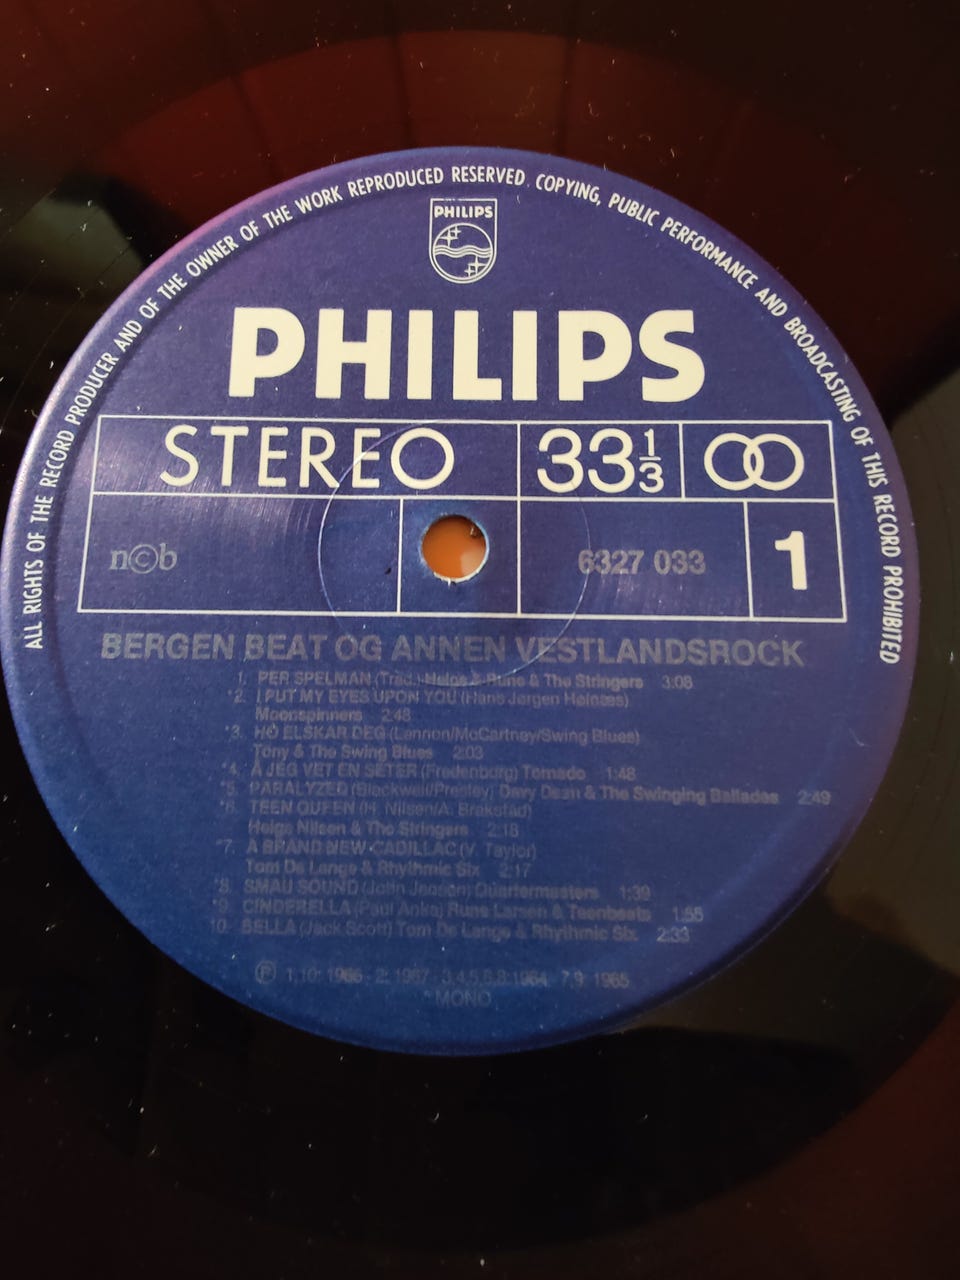 ALL RIGHTS OF THE RECORD PRODUCER AND OF THE OWNER OF THE WORK REPRODUCED RESERVED. COPYING, PUBLIC PERFORMANCE AND BROADCASTING OF THIS RECORD PROHIBITED
PHILIPS
PHILIPS
STEREO 33 1/3
n©b 6327 033 1
BERGEN BEAT OG ANNEN VESTLANDSROCK
1. PER SPELMAN (Trad.) Helge & Rune & The Stringers 3:08
*2. I PUT MY EYES UPON YOU (Hans Jørgen Høinæs)
Moonspinners 2:48
*3. HO ELSKAR DEG (Lennon/McCartney/Swing Blues)
Tony & The Swing Blues 2:03
*4. Å JEG VET EN SETER (Fredenborg) Tornado 1:48
*5. PARALYZED (Blackwell/Presley) Davy Dean & The Swinging Ballades 2:49
*6. TEEN QUEEN (H. Nilsen/A. Brakstad)
Helge Nilsen & The Stringers 2:18
*7. A BRAND NEW CADILLAC (V. Taylor)
Tom De Lange & Rhythmic Six 2:17
*8. SMAU SOUND (John Jensen) Quartermasters 1:39
*9. CINDERELLA (Paul Anka) Rune Larsen & Teenbeats 1:55
10. BELLA (Jack Scott) Tom De Lange & Rhythmic Six 2:33
Ⓟ 1,10: 1966 · 2: 1967 · 3,4,5,6,8: 1964 · 7,9: 1965
*MONO